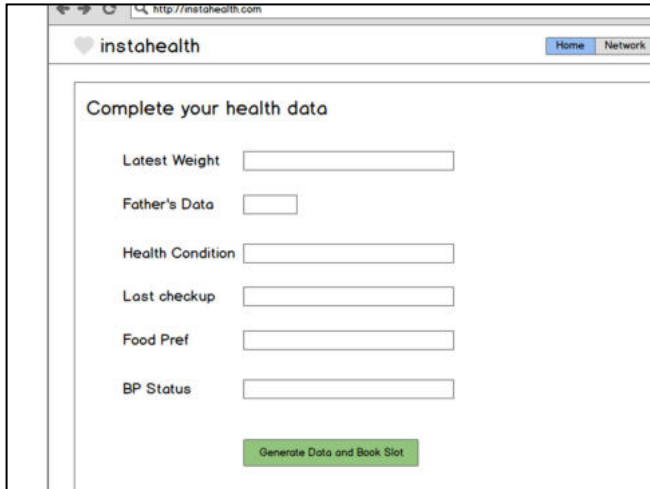 http://instahealth.com
instahealth
Home Network
Complete your health data
Latest Weight
Father's Data
Health Condition
Last checkup
Food Pref
BP Status
Generate Data and Book Slot